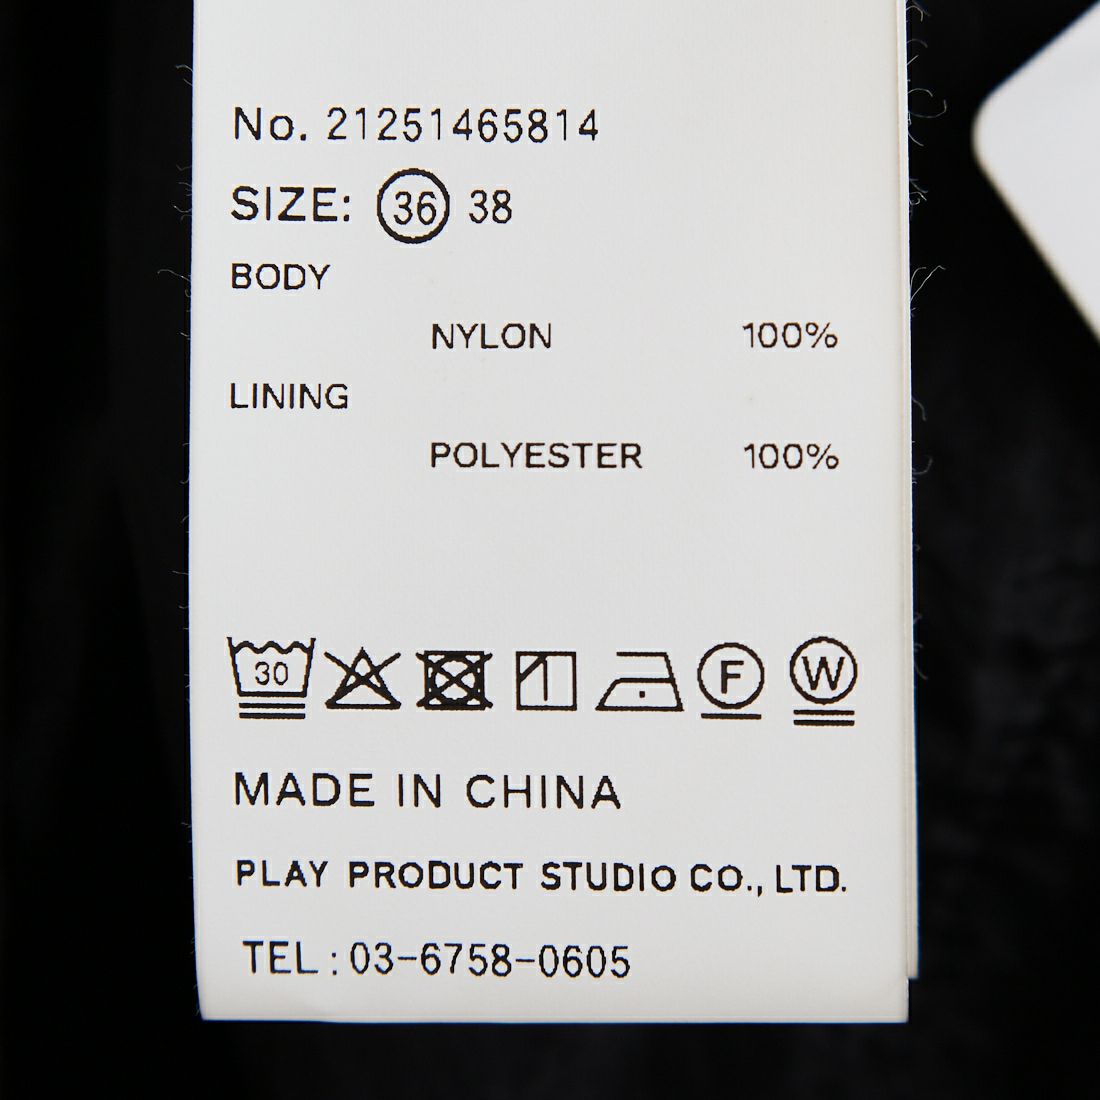 No. 21251465814
SIZE: 36 38
BODY
NYLON 100%
LINING
POLYESTER 100%
30 F W
MADE IN CHINA
PLAY PRODUCT STUDIO CO., LTD.
TEL : 03-6758-0605